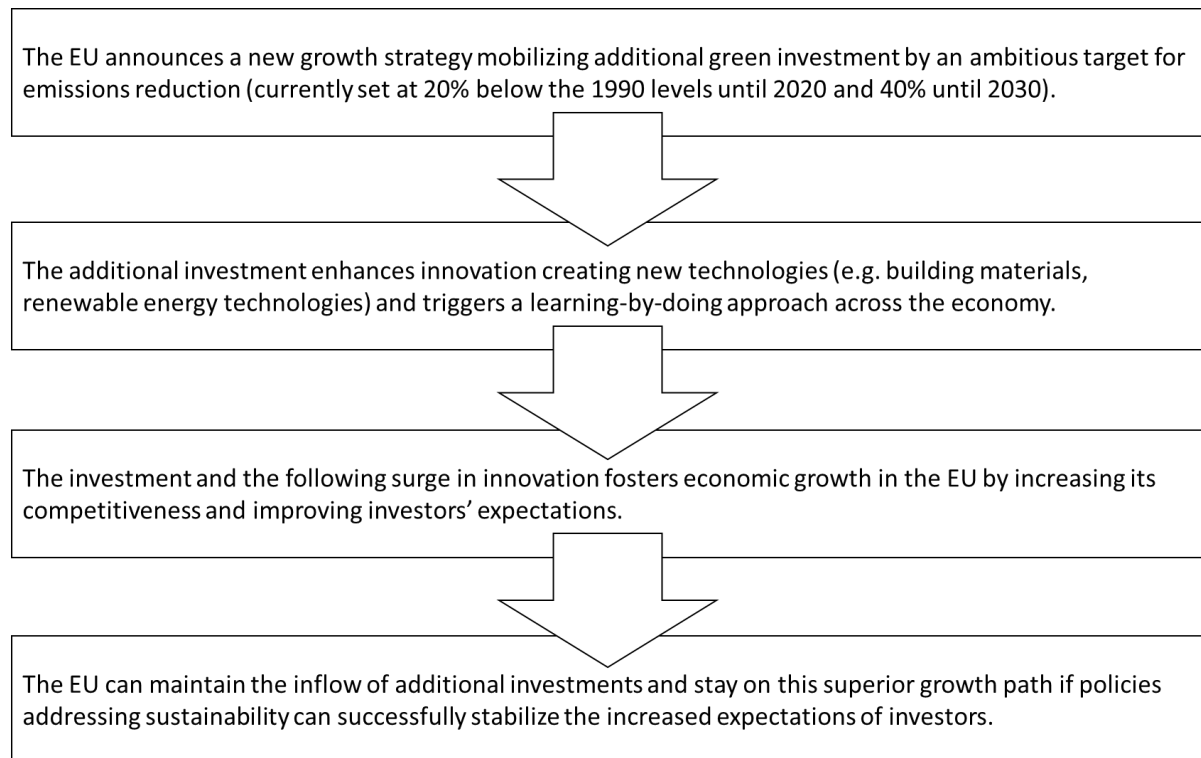 The EU announces a new growth strategy mobilizing additional green investment by an ambitious target for
emissions reduction (currently set at 20% below the 1990 levels until 2020 and 40% until 2030).
The additional investment enhances innovation creating new technologies (e.g. building materials,
renewable energy technologies) and triggers a learning-by-doing approach across the economy.
The investment and the following surge in innovation fosters economic growth in the EU by increasing its
competitiveness and improving investors’ expectations.
The EU can maintain the inflow of additional investments and stay on this superior growth path if policies
addressing sustainability can successfully stabilize the increased expectations of investors.